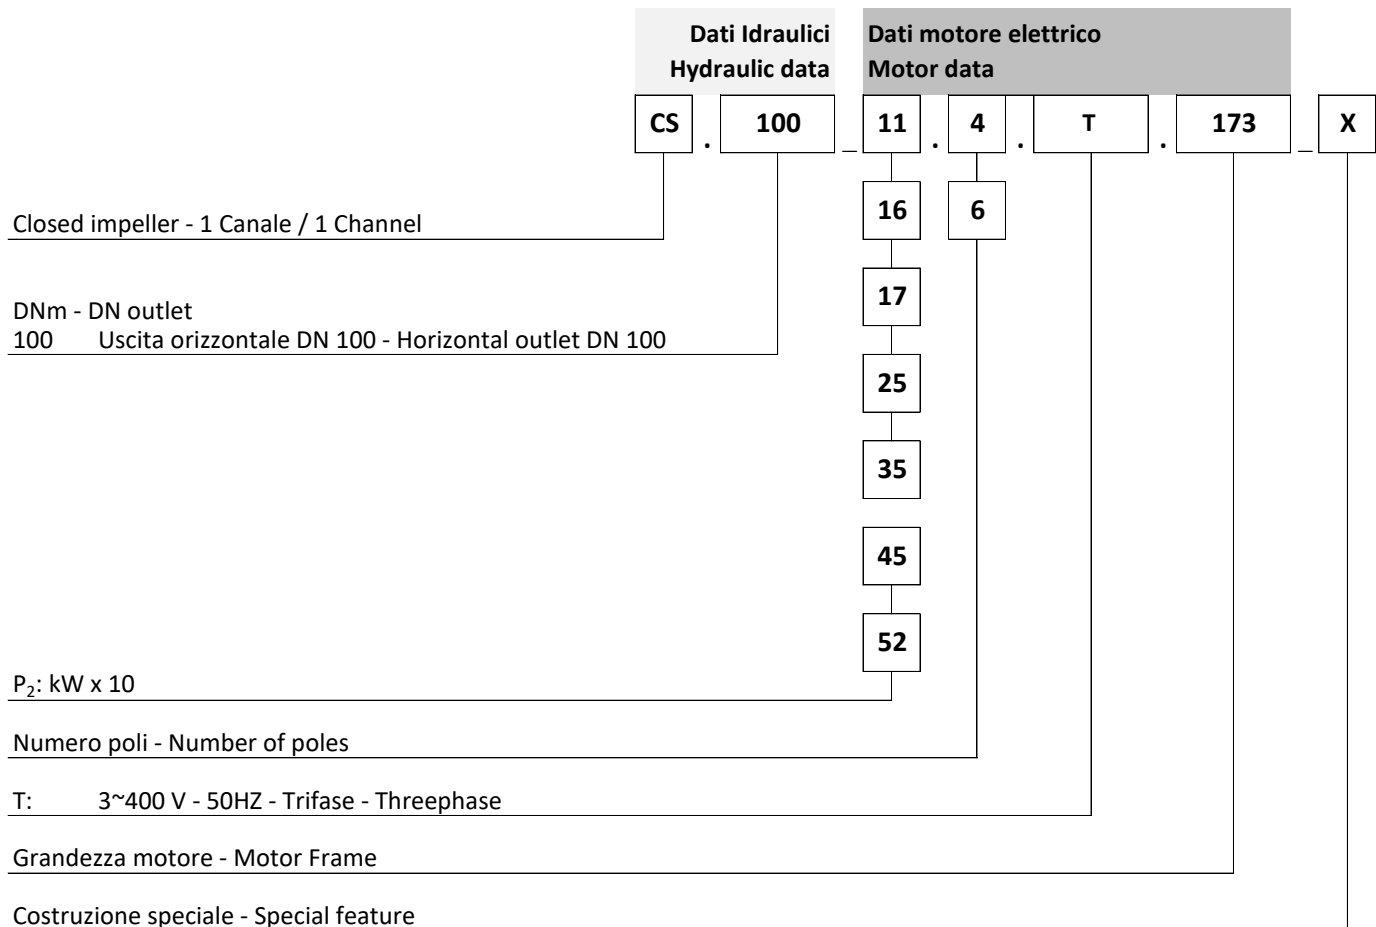 Dati Idraulici Dati motore elettrico
Hydraulic data Motor data
CS . 100 _ 11 . 4 . T . 173 _ X
Closed impeller - 1 Canale / 1 Channel 16 6
17
DNm - DN outlet
100 Uscita orizzontale DN 100 - Horizontal outlet DN 100
25
35
45
52
P₂: kW x 10
Numero poli - Number of poles
T: 3~400 V - 50HZ - Trifase - Threephase
Grandezza motore - Motor Frame
Costruzione speciale - Special feature